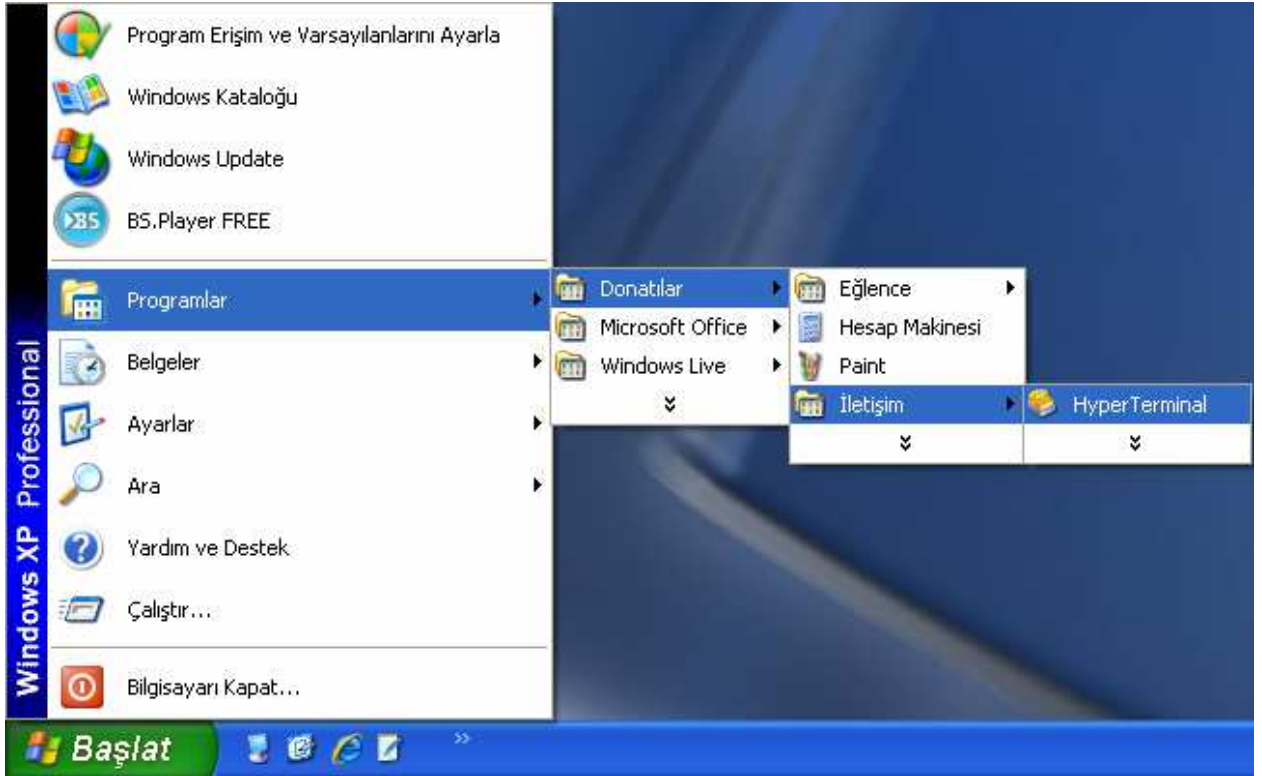 Program Erişim ve Varsayılanlarını Ayarla
Windows Kataloğu
Windows Update
BS.Player FREE
Programlar
Belgeler
Ayarlar
Ara
Yardım ve Destek
Çalıştır...
Bilgisayarı Kapat...
Windows XP Professional
Donatılar
Microsoft Office
Windows Live
Eğlence
Hesap Makinesi
Paint
İletişim
HyperTerminal
Başlat